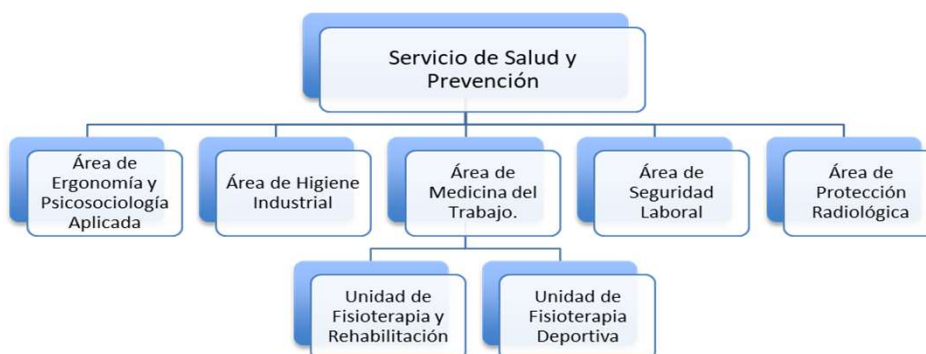 Servicio de Salud y
Prevención
Área de
Ergonomía y
Psicosociología
Aplicada
Área de Higiene
Industrial
Área de
Medicina del
Trabajo.
Área de
Seguridad
Laboral
Área de
Protección
Radiológica
Unidad de
Fisioterapia y
Rehabilitación
Unidad de
Fisioterapia
Deportiva